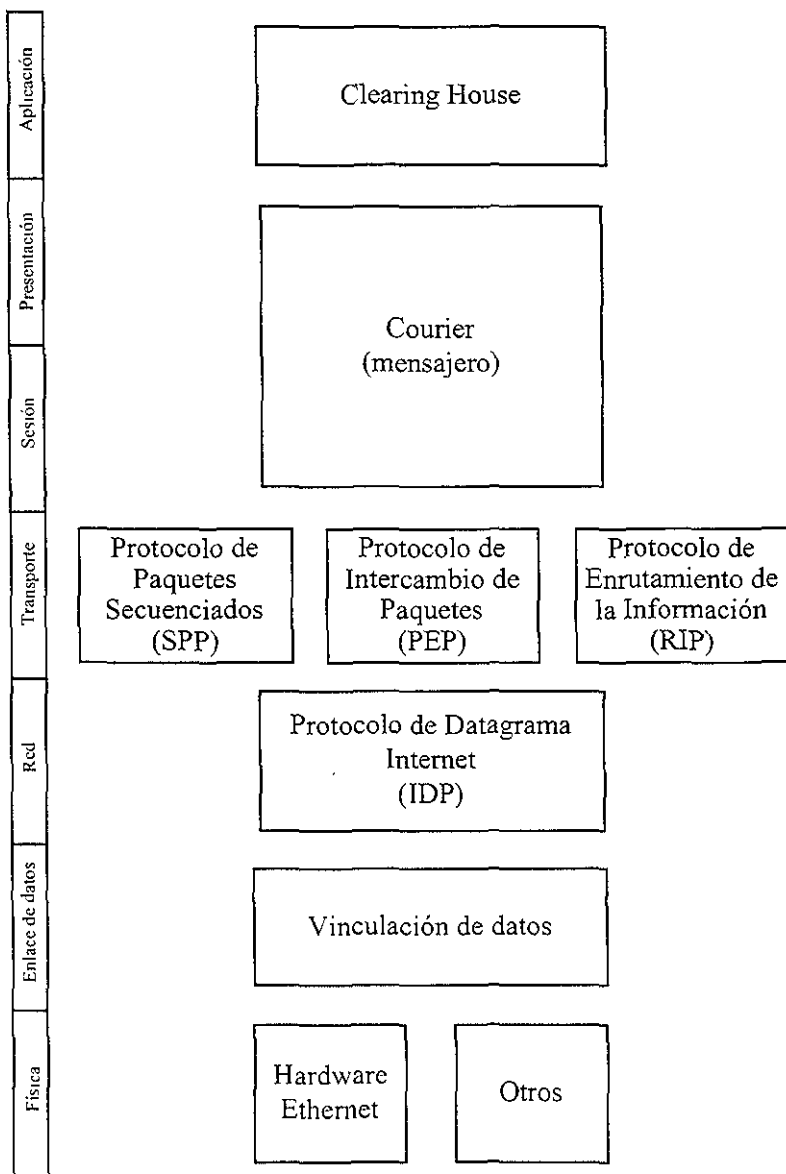 Aplicación
Clearing House
Presentación
Courier
(mensajero)
Sesión
Transporte
Protocolo de
Paquetes
Secuenciados
(SPP)
Protocolo de
Intercambio de
Paquetes
(PEP)
Protocolo de
Enrutamiento de
la Información
(RIP)
Red
Protocolo de Datagrama
Internet
(IDP)
Enlace de datos
Vinculación de datos
Física
Hardware
Ethernet
Otros